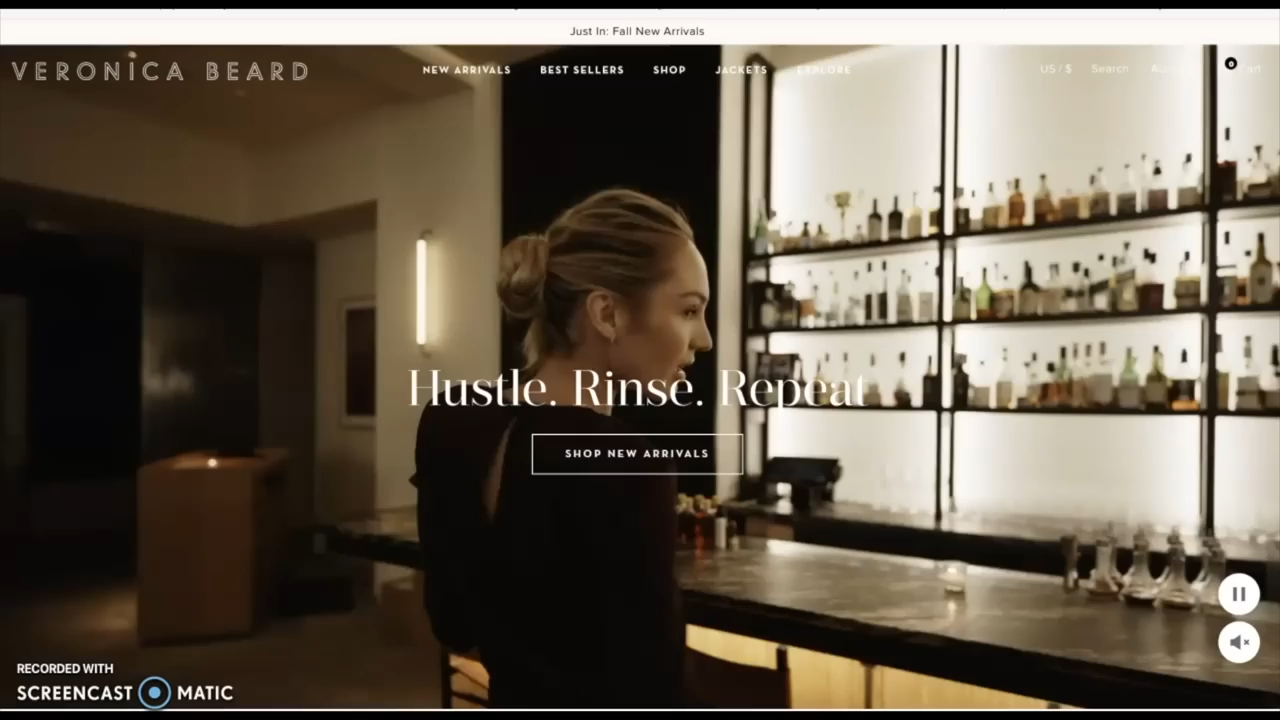 Just In: Fall New Arrivals
VERONICA BEARD
NEW ARRIVALS BEST SELLERS SHOP JACKETS EXPLORE
US / $ Search
0
Hustle. Rinse. Repeat
SHOP NEW ARRIVALS
RECORDED WITH
SCREENCAST MATIC